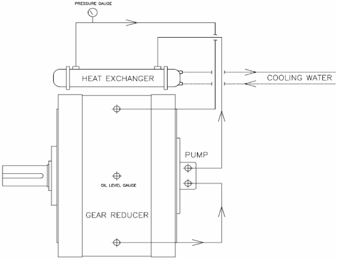 PRESSURE GAUGE
HEAT EXCHANGER
COOLING WATER
PUMP
OIL LEVEL GAUGE
GEAR REDUCER